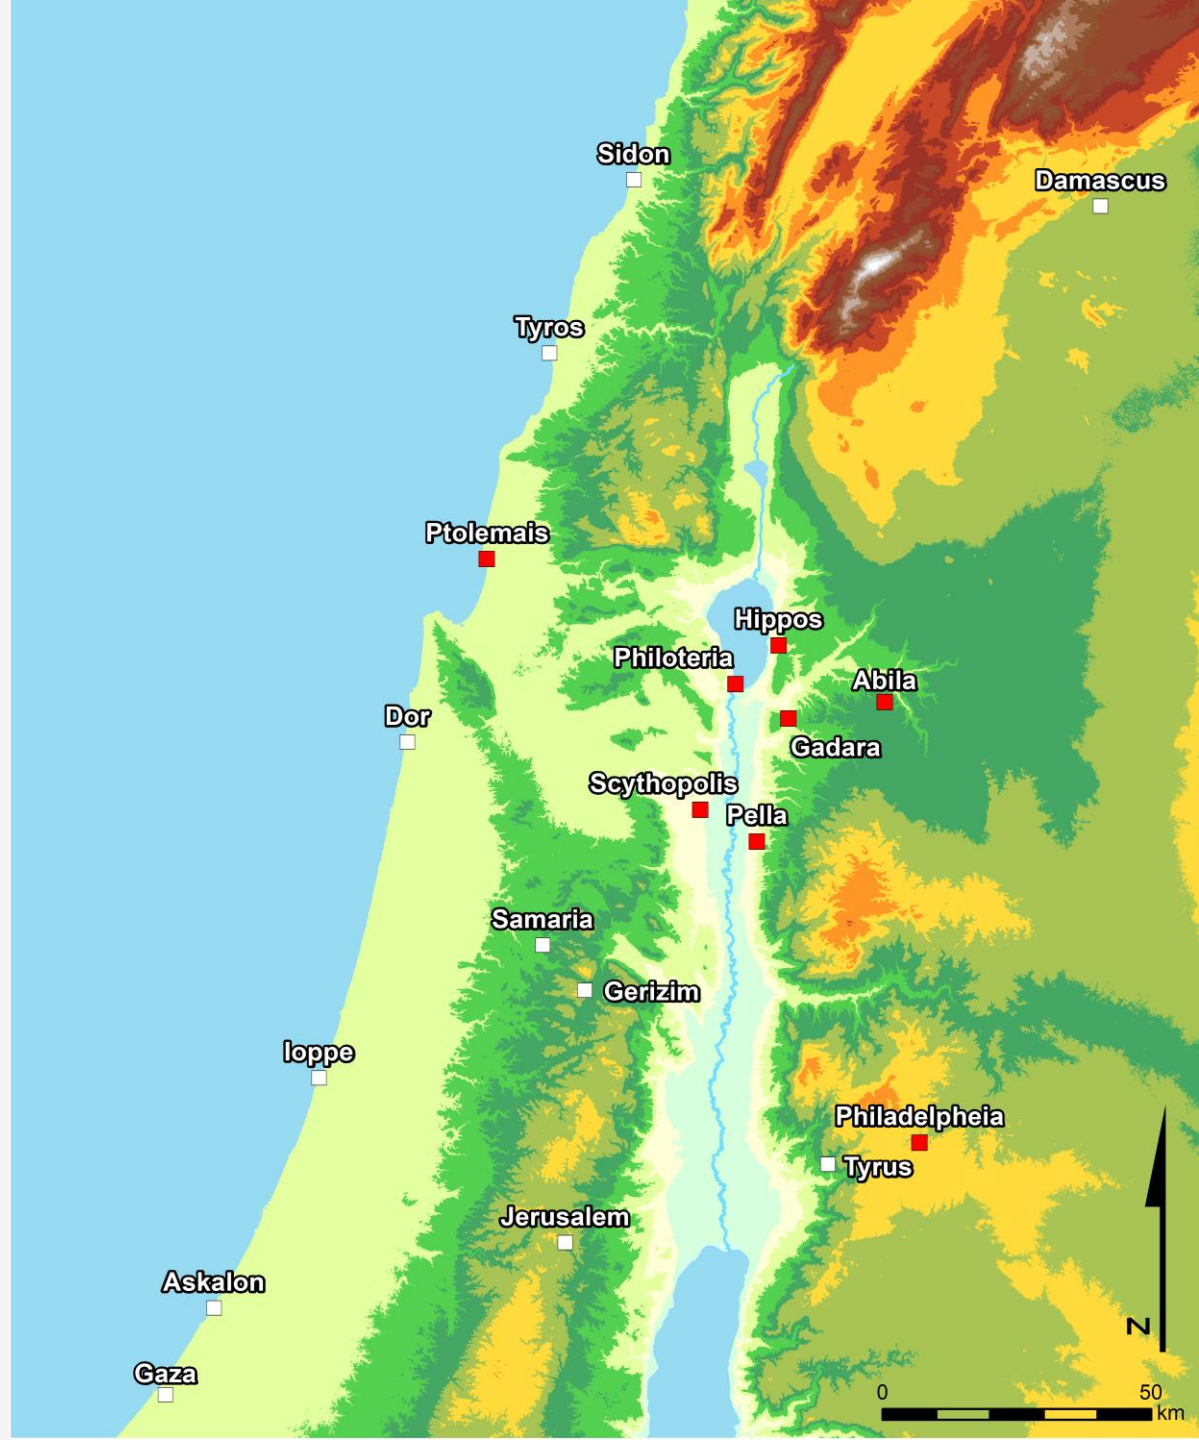 Sidon
Damascus
Tyros
Ptolemais
Hippos
Philoteria
Abila
Dor
Gadara
Scythopolis
Pella
Samaria
Gerizim
Ioppe
Philadelpheia
Tyrus
Jerusalem
Askalon
Gaza
N
0 50
km